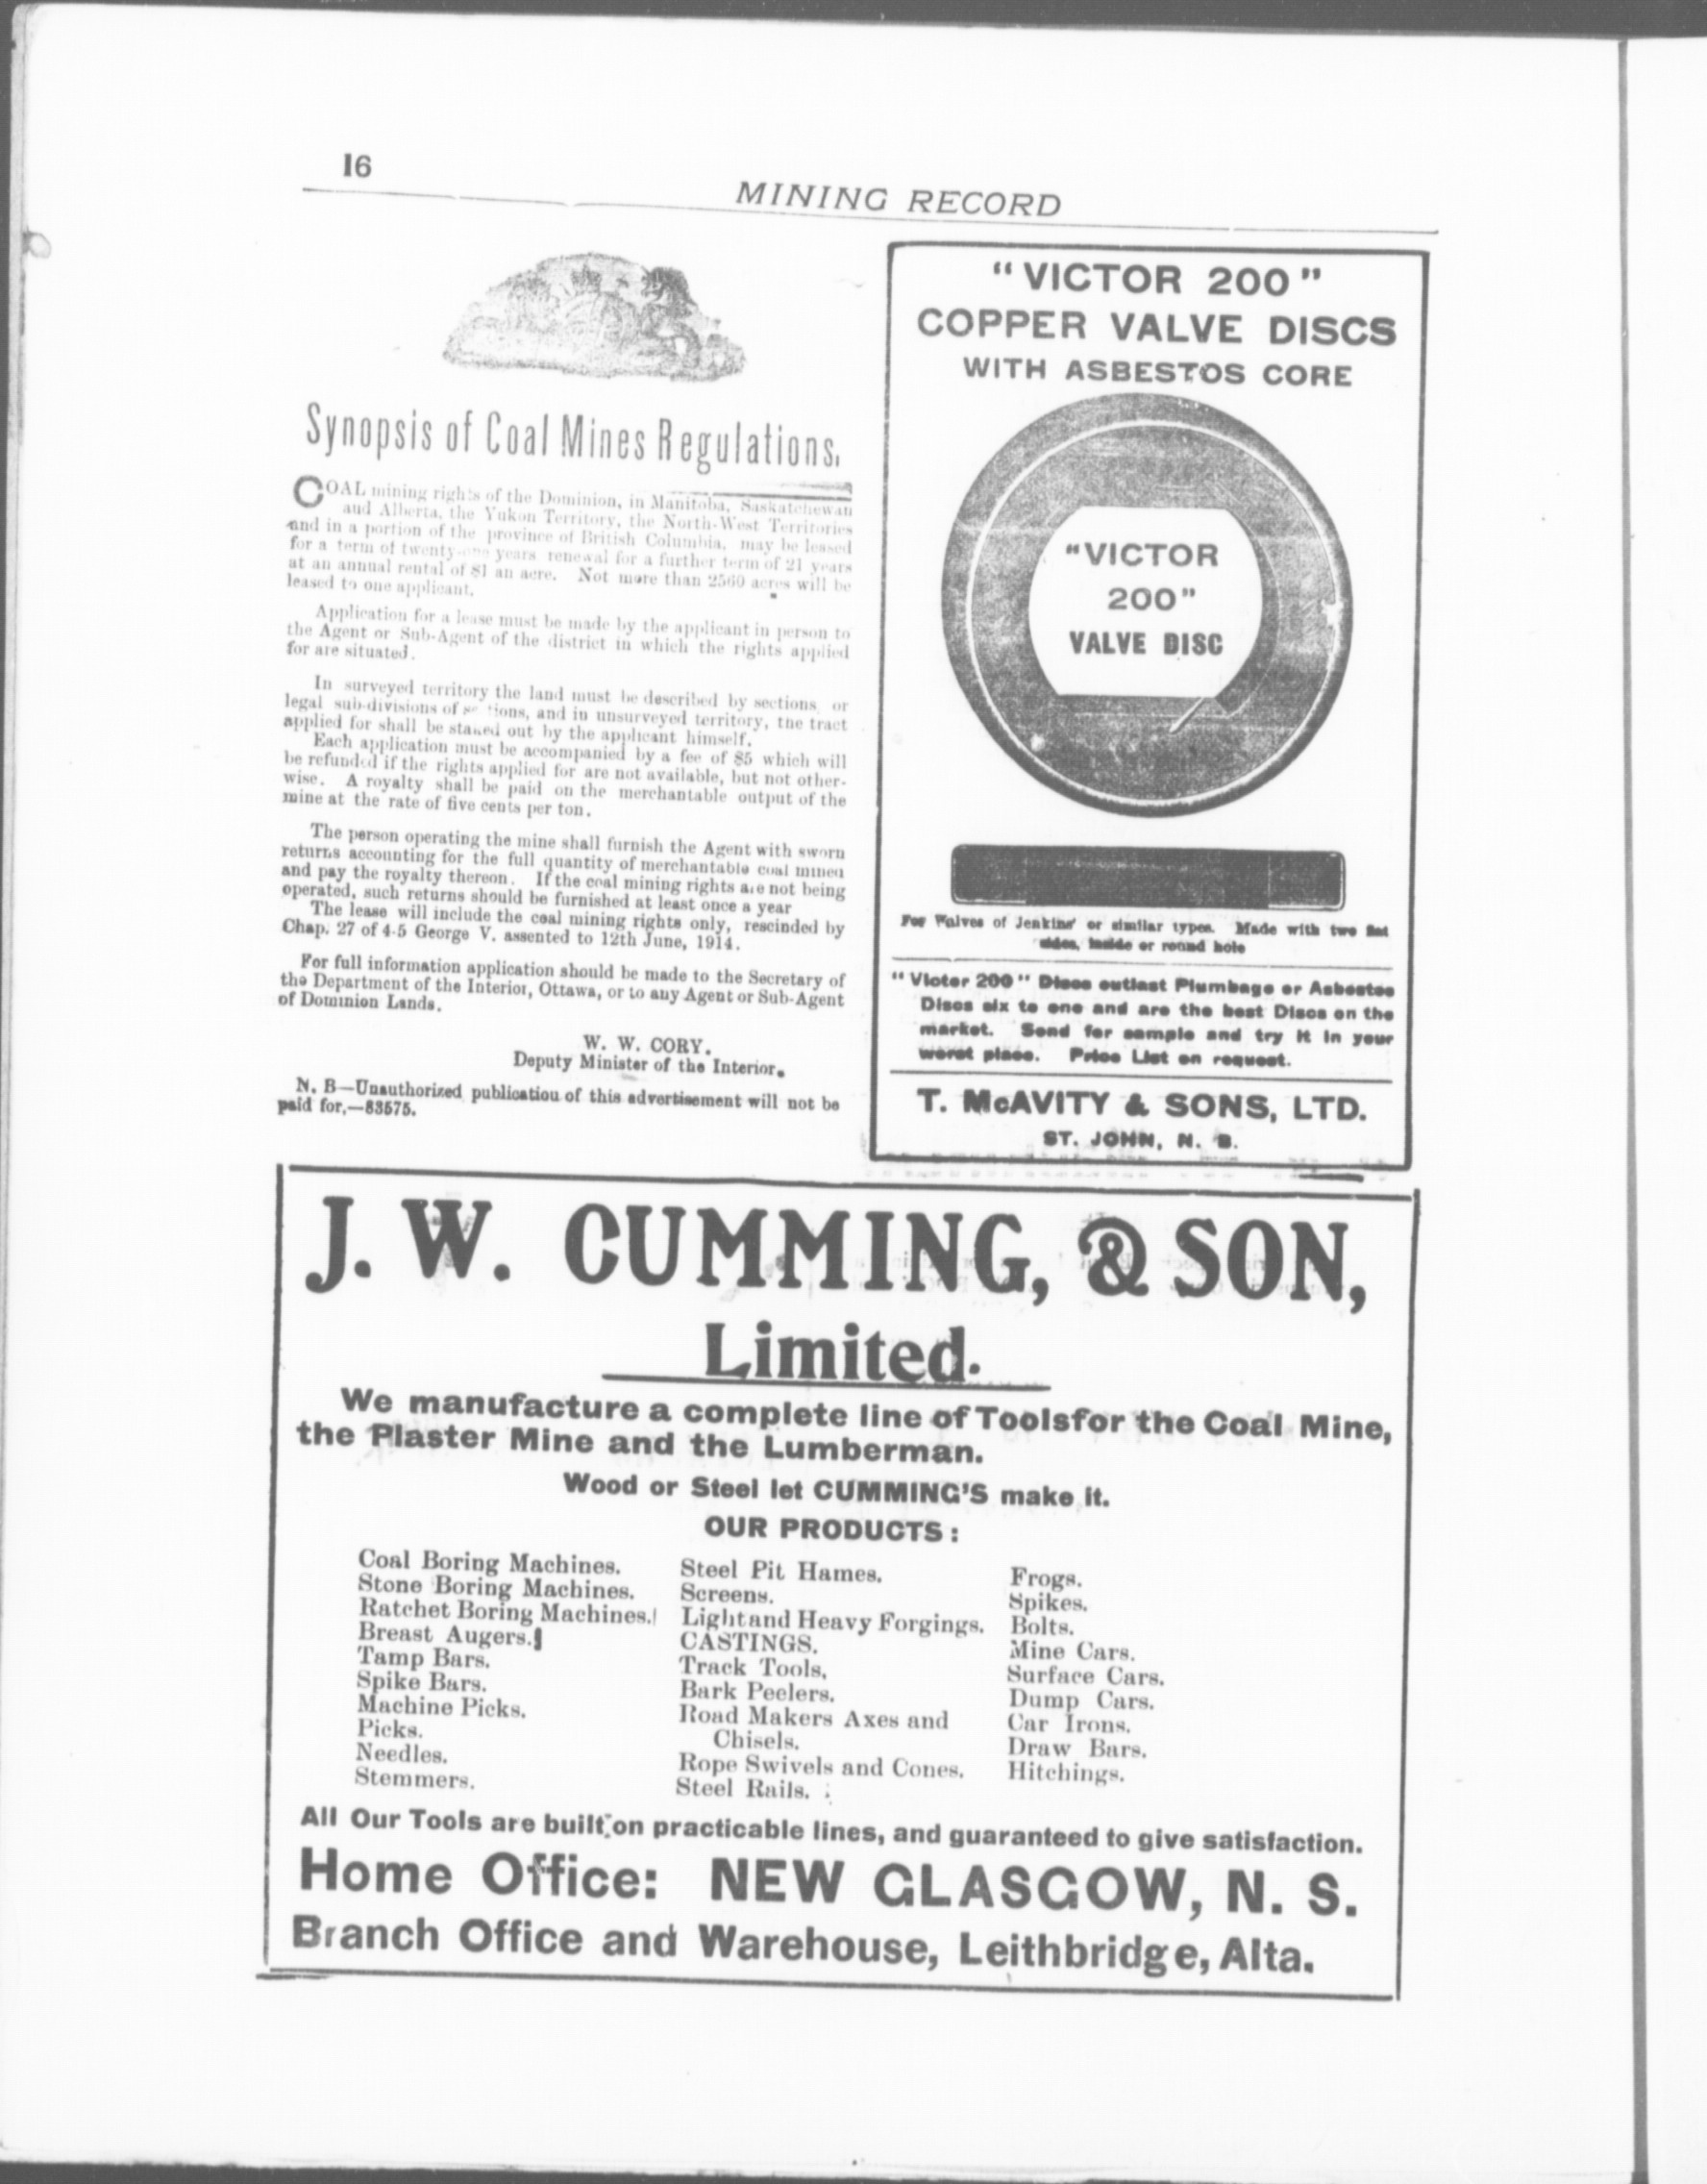 16
MINING RECORD
Synopsis of Coal Mines Regulations.
COAL mining rights of the Dominion, in Manitoba, Saskatchewan
and Alberta, the Yukon Territory, the North-West Territories
and in a portion of the province of British Columbia, may be leased
for a term of twenty-one years renewal for a further term of 21 years
at an annual rental of $1 an acre. Not more than 2560 acres will be
leased to one applicant.
Application for a lease must be made by the applicant in person to
the Agent or Sub-Agent of the district in which the rights applied
for are situated.
In surveyed territory the land must be described by sections, or
legal sub-divisions of sections, and in unsurveyed territory, the tract
applied for shall be staked out by the applicant himself.
Each application must be accompanied by a fee of $5 which will
be refunded if the rights applied for are not available, but not other-
wise. A royalty shall be paid on the merchantable output of the
mine at the rate of five cents per ton.
The person operating the mine shall furnish the Agent with sworn
returns accounting for the full quantity of merchantable coal mined
and pay the royalty thereon. If the coal mining rights are not being
operated, such returns should be furnished at least once a year
The lease will include the coal mining rights only, rescinded by
Chap. 27 of 4-5 George V. assented to 12th June, 1914.
For full information application should be made to the Secretary of
the Department of the Interior, Ottawa, or to any Agent or Sub-Agent
of Dominion Lands.
W. W. CORY.
Deputy Minister of the Interior.
N. B—Unauthorized publication of this advertisement will not be
paid for,—83575.
"VICTOR 200"
COPPER VALVE DISCS
WITH ASBESTOS CORE
"VICTOR
200"
VALVE DISC
For Valves of Jenkins' or similar types. Made with two flat
sides, inside or round hole
"Victor 200" Discs outlast Plumbago or Asbestos
Discs six to one and are the best Discs on the
market. Send for sample and try it in your
worst place. Price List on request.
T. McAVITY & SONS, LTD.
ST. JOHN, N. B.
J. W. CUMMING, & SON,
Limited.
We manufacture a complete line of Toolsfor the Coal Mine,
the Plaster Mine and the Lumberman.
Wood or Steel let CUMMING'S make it.
OUR PRODUCTS:
Coal Boring Machines.
Stone Boring Machines.
Ratchet Boring Machines.
Breast Augers.
Tamp Bars.
Spike Bars.
Machine Picks.
Picks.
Needles.
Stemmers.
Steel Pit Hames.
Screens.
Light and Heavy Forgings.
CASTINGS.
Track Tools.
Bark Peelers.
Road Makers Axes and
Chisels.
Rope Swivels and Cones.
Steel Rails.
Frogs.
Spikes.
Bolts.
Mine Cars.
Surface Cars.
Dump Cars.
Car Irons.
Draw Bars.
Hitchings.
All Our Tools are built on practicable lines, and guaranteed to give satisfaction.
Home Office: NEW GLASGOW, N. S.
Branch Office and Warehouse, Leithbridge, Alta.